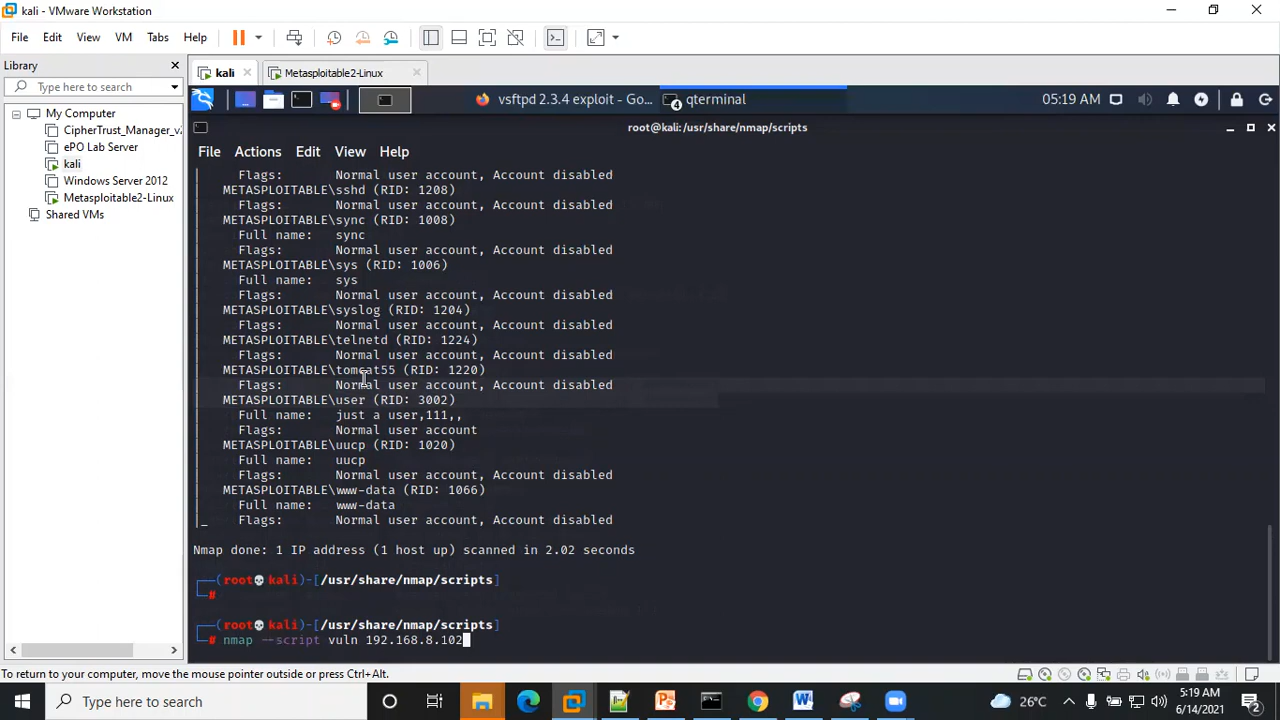 kali - VMware Workstation
File Edit View VM Tabs Help
Library
Type here to search
My Computer
CipherTrust_Manager_v
ePO Lab Server
kali
Windows Server 2012
Metasploitable2-Linux
Shared VMs
kali
Metasploitable2-Linux
vsftpd 2.3.4 exploit - Go...
4 qterminal
05:19 AM
root@kali:/usr/share/nmap/scripts
File Actions Edit View Help
| Flags: Normal user account, Account disabled
| METASPLOITABLE\sshd (RID: 1208)
| Flags: Normal user account, Account disabled
| METASPLOITABLE\sync (RID: 1008)
| Full name: sync
| Flags: Normal user account, Account disabled
| METASPLOITABLE\sys (RID: 1006)
| Full name: sys
| Flags: Normal user account, Account disabled
| METASPLOITABLE\syslog (RID: 1204)
| Flags: Normal user account, Account disabled
| METASPLOITABLE\telnetd (RID: 1224)
| Flags: Normal user account, Account disabled
| METASPLOITABLE\tomcat55 (RID: 1220)
| Flags: Normal user account, Account disabled
| METASPLOITABLE\user (RID: 3002)
| Full name: just a user,111,,
| Flags: Normal user account
| METASPLOITABLE\uucp (RID: 1020)
| Full name: uucp
| Flags: Normal user account, Account disabled
| METASPLOITABLE\www-data (RID: 1066)
| Full name: www-data
|_ Flags: Normal user account, Account disabled
Nmap done: 1 IP address (1 host up) scanned in 2.02 seconds
┌──(root💀kali)-[/usr/share/nmap/scripts]
└─#
┌──(root💀kali)-[/usr/share/nmap/scripts]
└─# nmap --script vuln 192.168.8.102
To return to your computer, move the mouse pointer outside or press Ctrl+Alt.
Type here to search
26°C
5:19 AM
6/14/2021
2